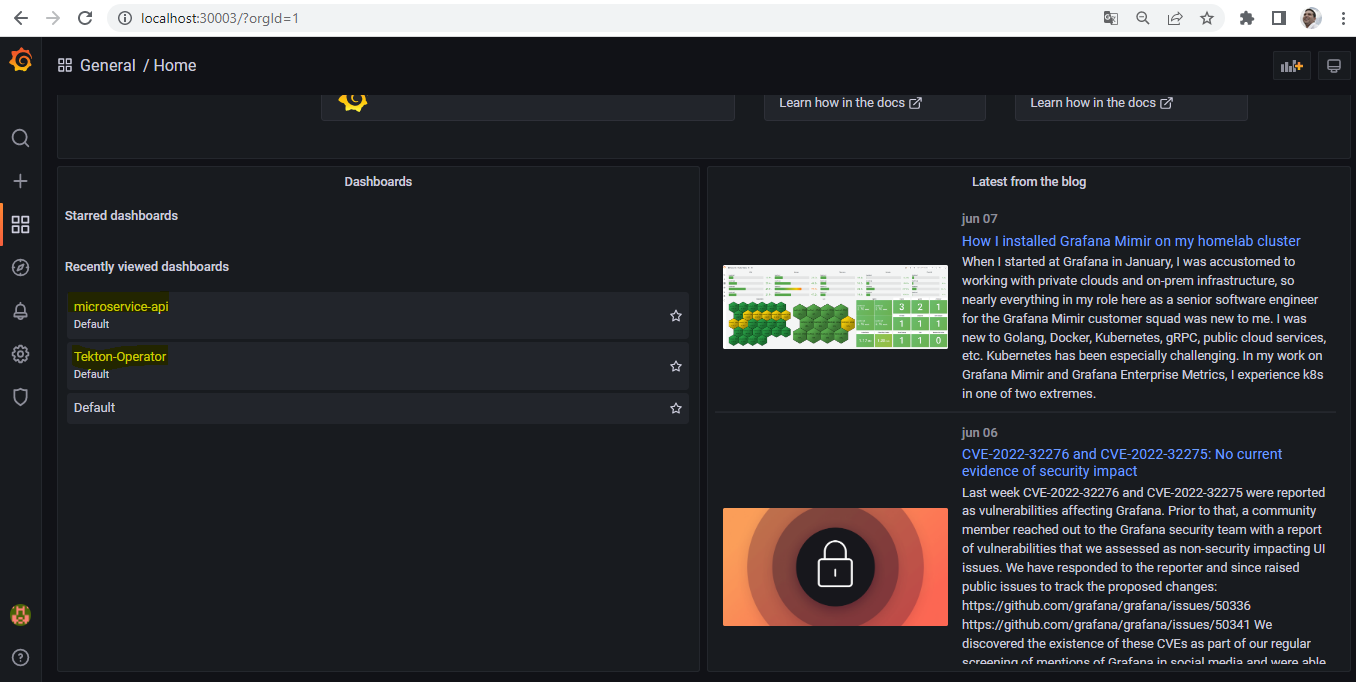 localhost:30003/?orgId=1
General / Home
Learn how in the docs
Learn how in the docs
Dashboards
Starred dashboards
Recently viewed dashboards
microservice-api
Default
Tekton-Operator
Default
Default
Latest from the blog
jun 07
How I installed Grafana Mimir on my homelab cluster
When I started at Grafana in January, I was accustomed to
working with private clouds and on-prem infrastructure, so
nearly everything in my role here as a senior software engineer
for the Grafana Mimir customer squad was new to me. I was
new to Golang, Docker, Kubernetes, gRPC, public cloud services,
etc. Kubernetes has been especially challenging. In my work on
Grafana Mimir and Grafana Enterprise Metrics, I experience k8s
in one of two extremes.
jun 06
CVE-2022-32276 and CVE-2022-32275: No current
evidence of security impact
Last week CVE-2022-32276 and CVE-2022-32275 were reported
as vulnerabilities affecting Grafana. Prior to that, a community
member reached out to the Grafana security team with a report
of vulnerabilities that we assessed as non-security impacting UI
issues. We have responded to the reporter and since raised
public issues to track the proposed changes:
https://github.com/grafana/grafana/issues/50336
https://github.com/grafana/grafana/issues/50341 We
discovered the existence of these CVEs as part of our regular
screening of mentions of Grafana in social media and were able